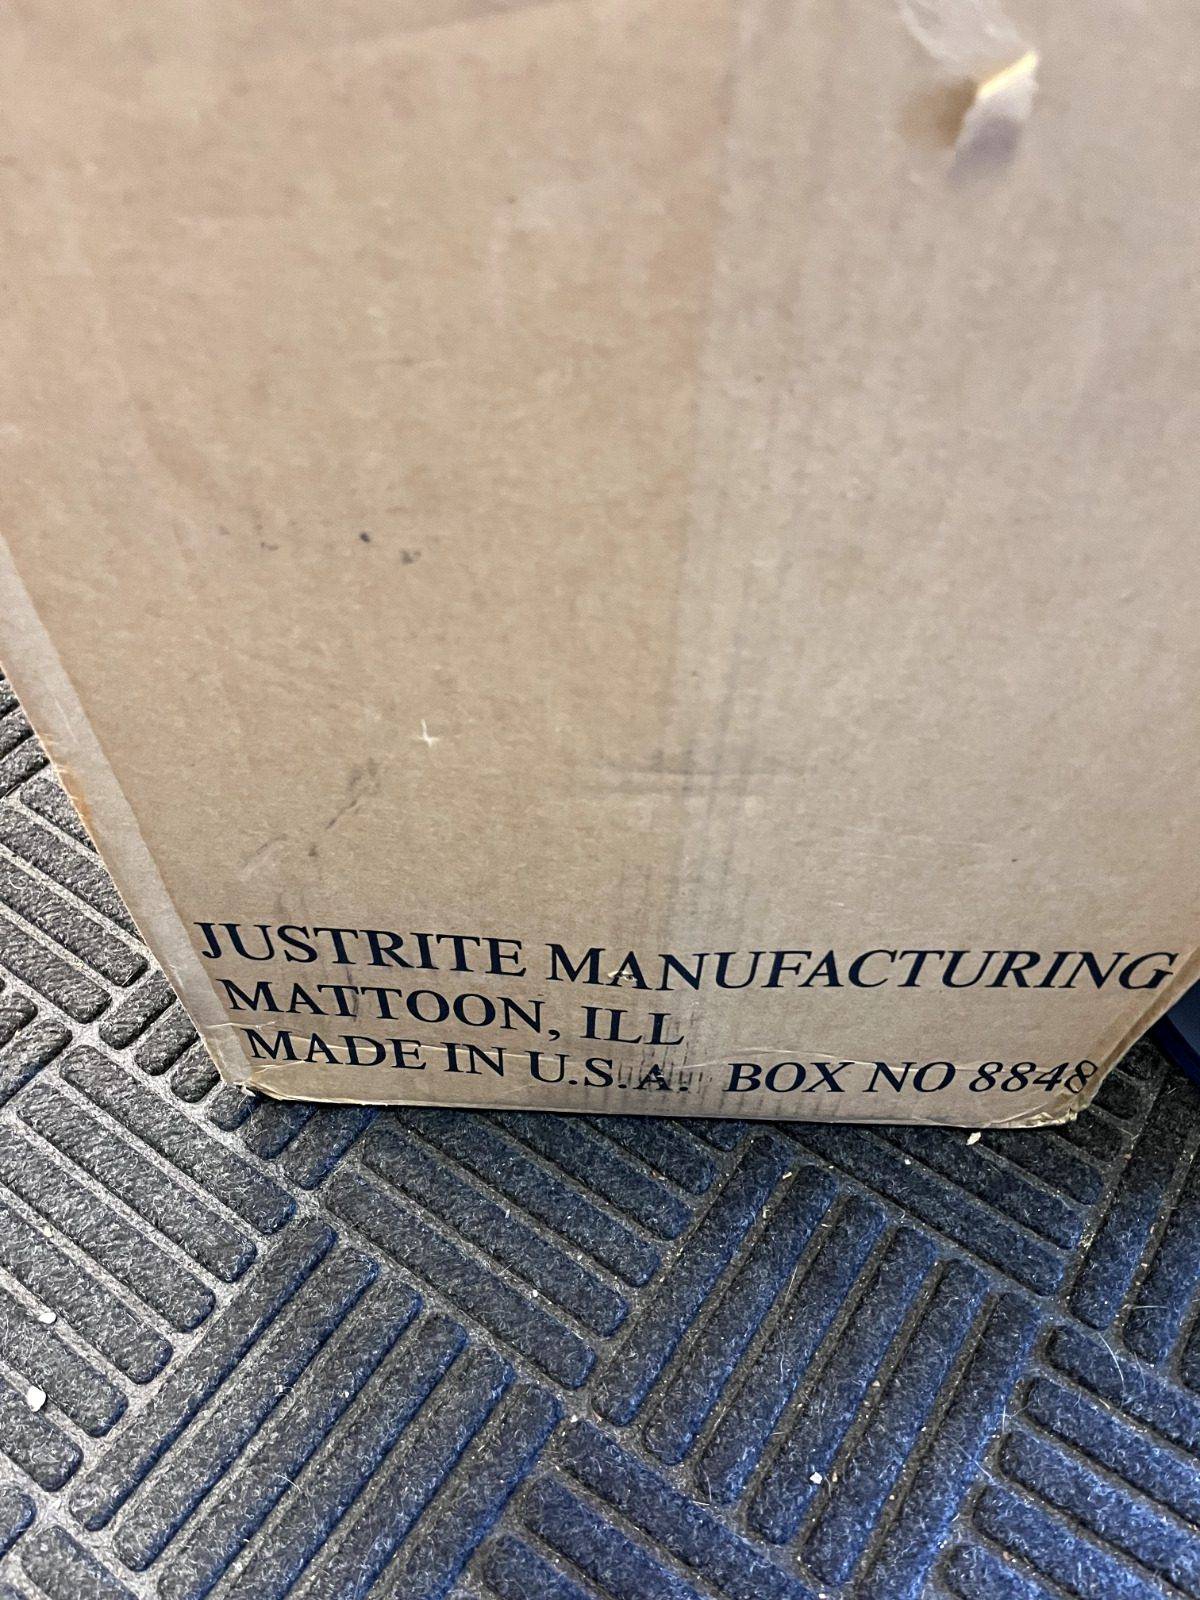 JUSTRITE MANUFACTURING
MATTOON, ILL
MADE IN U.S.A. BOX NO 8848